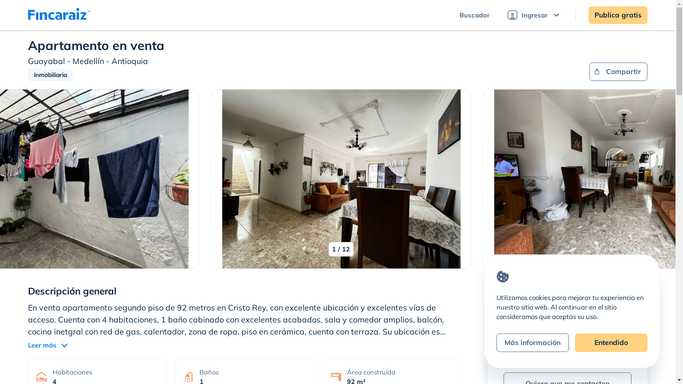 Fincaraiz
Buscador
Ingresar
Publica gratis
Apartamento en venta
Guayabal - Medellín - Antioquia
Inmobiliaria
Compartir
1 / 12
Descripción general
En venta apartamento segundo piso de 92 metros en Cristo Rey, con excelente ubicación y excelentes vías de
acceso. Cuenta con 4 habitaciones, 1 baño cabinado con excelentes acabados, sala y comedor amplios, balcón,
cocina inetgral con red de gas, calentador, zona de ropa, piso en cerámica, cuenta con terraza. Su ubicación es...
Leer más
Habitaciones
4
Baños
1
Área construida
92 m²
Utilizamos cookies para mejorar tu experiencia en
nuestro sitio web. Al continuar en el sitio
consideramos que aceptas su uso.
Más información
Entendido
Quiero que me contacten